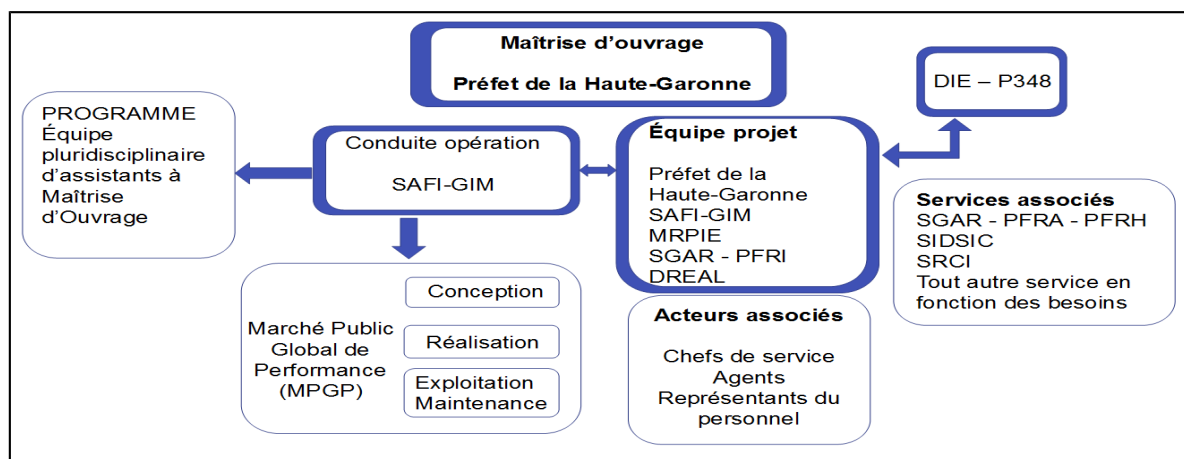 Maîtrise d’ouvrage
Préfet de la Haute-Garonne
DIE – P348
PROGRAMME
Équipe
pluridisciplinaire
d’assistants à
Maîtrise
d’Ouvrage
Conduite opération
SAFI-GIM
Équipe projet
Préfet de la
Haute-Garonne
SAFI-GIM
MRPIE
SGAR - PFRI
DREAL
Services associés
SGAR - PFRA - PFRH
SIDSIC
SRCI
Tout autre service en
fonction des besoins
Marché Public
Global de
Performance
(MPGP)
Conception
Réalisation
Exploitation
Maintenance
Acteurs associés
Chefs de service
Agents
Représentants du
personnel